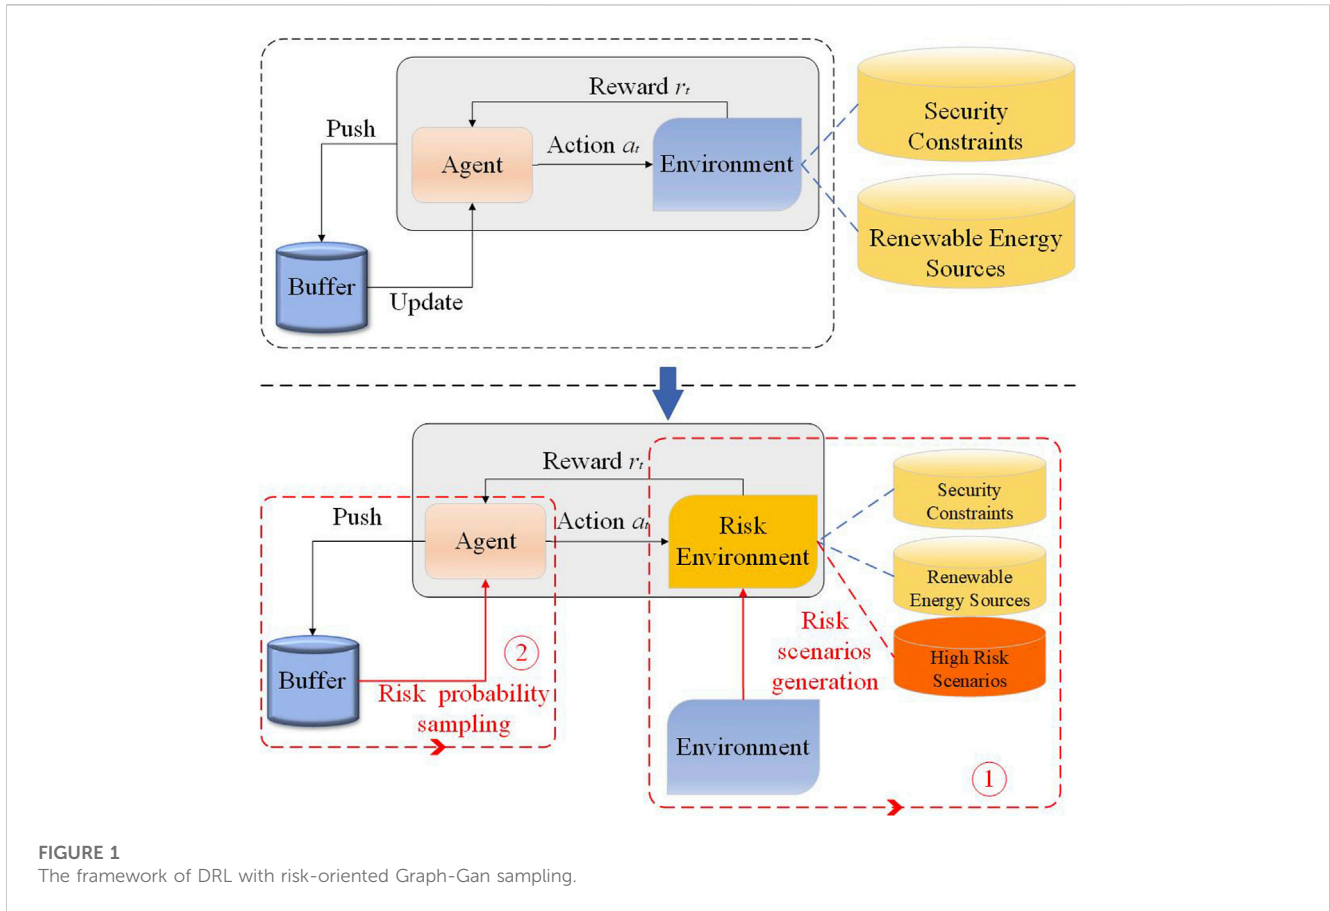 Reward rₜ
Push
Agent
Action aₜ
Environment
Security
Constraints
Renewable Energy
Sources
Buffer
Update
Reward rₜ
Push
Agent
Action aₜ
Risk
Environment
Security
Constraints
Renewable
Energy Sources
High Risk
Scenarios
Risk
scenarios
generation
Buffer
2
Risk probability
sampling
Environment
1
FIGURE 1
The framework of DRL with risk-oriented Graph-Gan sampling.